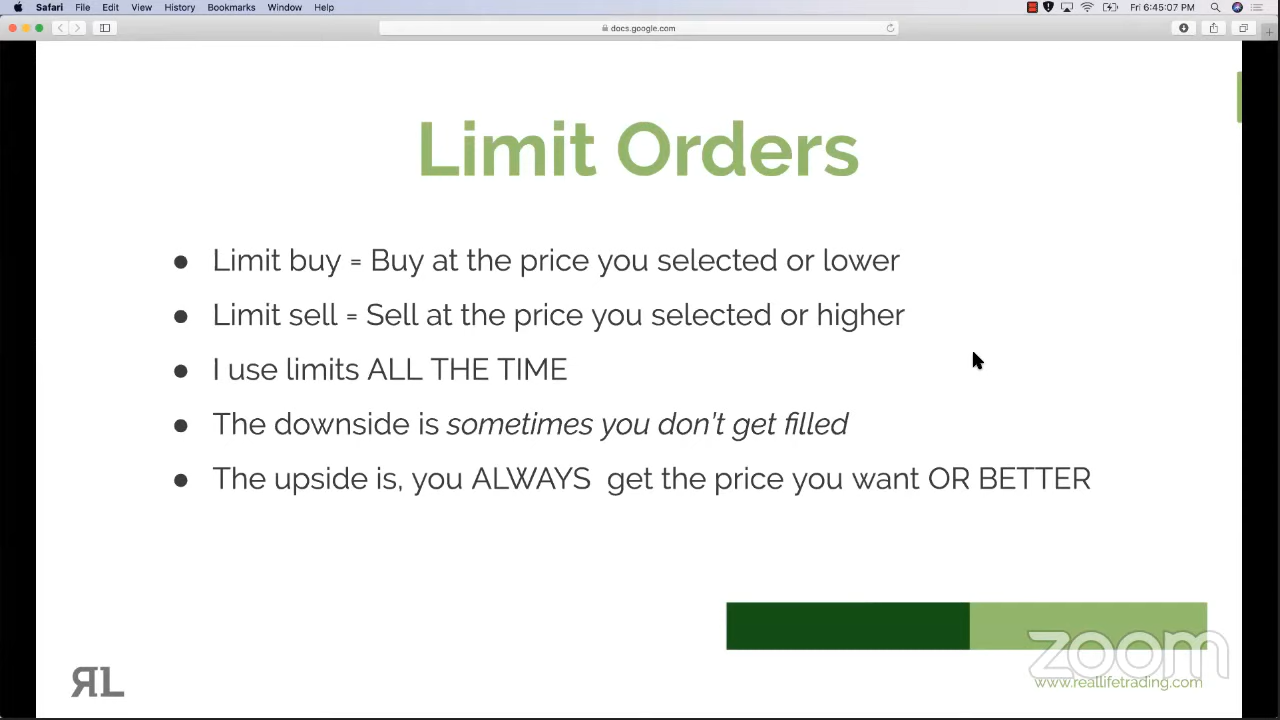 Safari File Edit View History Bookmarks Window Help Fri 6:45:07 PM
docs.google.com
Limit Orders
● Limit buy = Buy at the price you selected or lower
● Limit sell = Sell at the price you selected or higher
● I use limits ALL THE TIME
● The downside is sometimes you don’t get filled
● The upside is, you ALWAYS  get the price you want OR BETTER
zoom
RL
www.reallifetrading.com